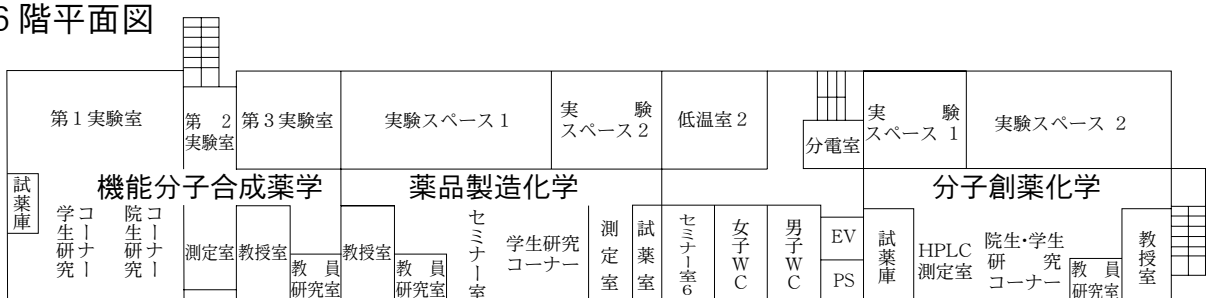 6 階平面図
第1実験室
第 2
実験室
第3実験室
実験スペース1
実 験
スペース2
低温室2
分電室
実 験
スペース 1
実験スペース 2
機能分子合成薬学
薬品製造化学
分子創薬化学
試薬庫
学生研究
コーナー
院生研究
コーナー
測定室
教授室
教 員
研究室
教授室
教 員
研究室
セミナー室
学生研究
コーナー
測定室
試薬室
セミナー室6
女子WC
男子WC
EV
PS
試薬庫
HPLC
測定室
院生・学生
研 究
コーナー
教 員
研究室
教授室